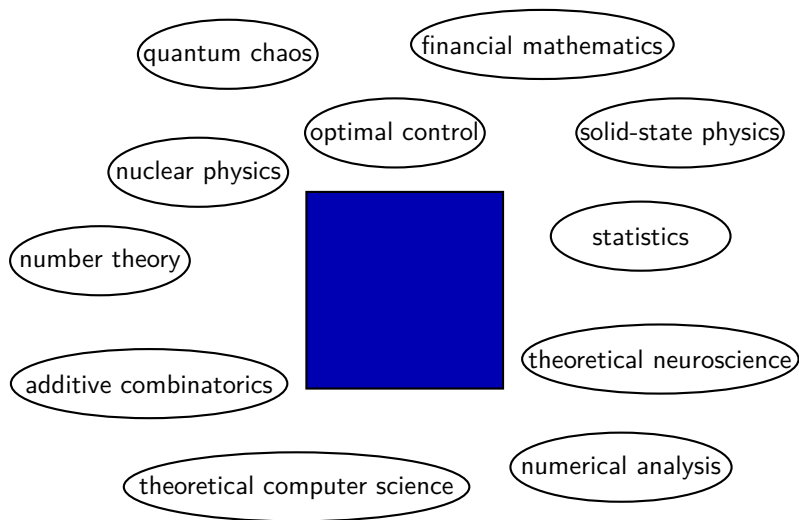 quantum chaos
financial mathematics
optimal control
solid-state physics
nuclear physics
statistics
number theory
theoretical neuroscience
additive combinatorics
numerical analysis
theoretical computer science